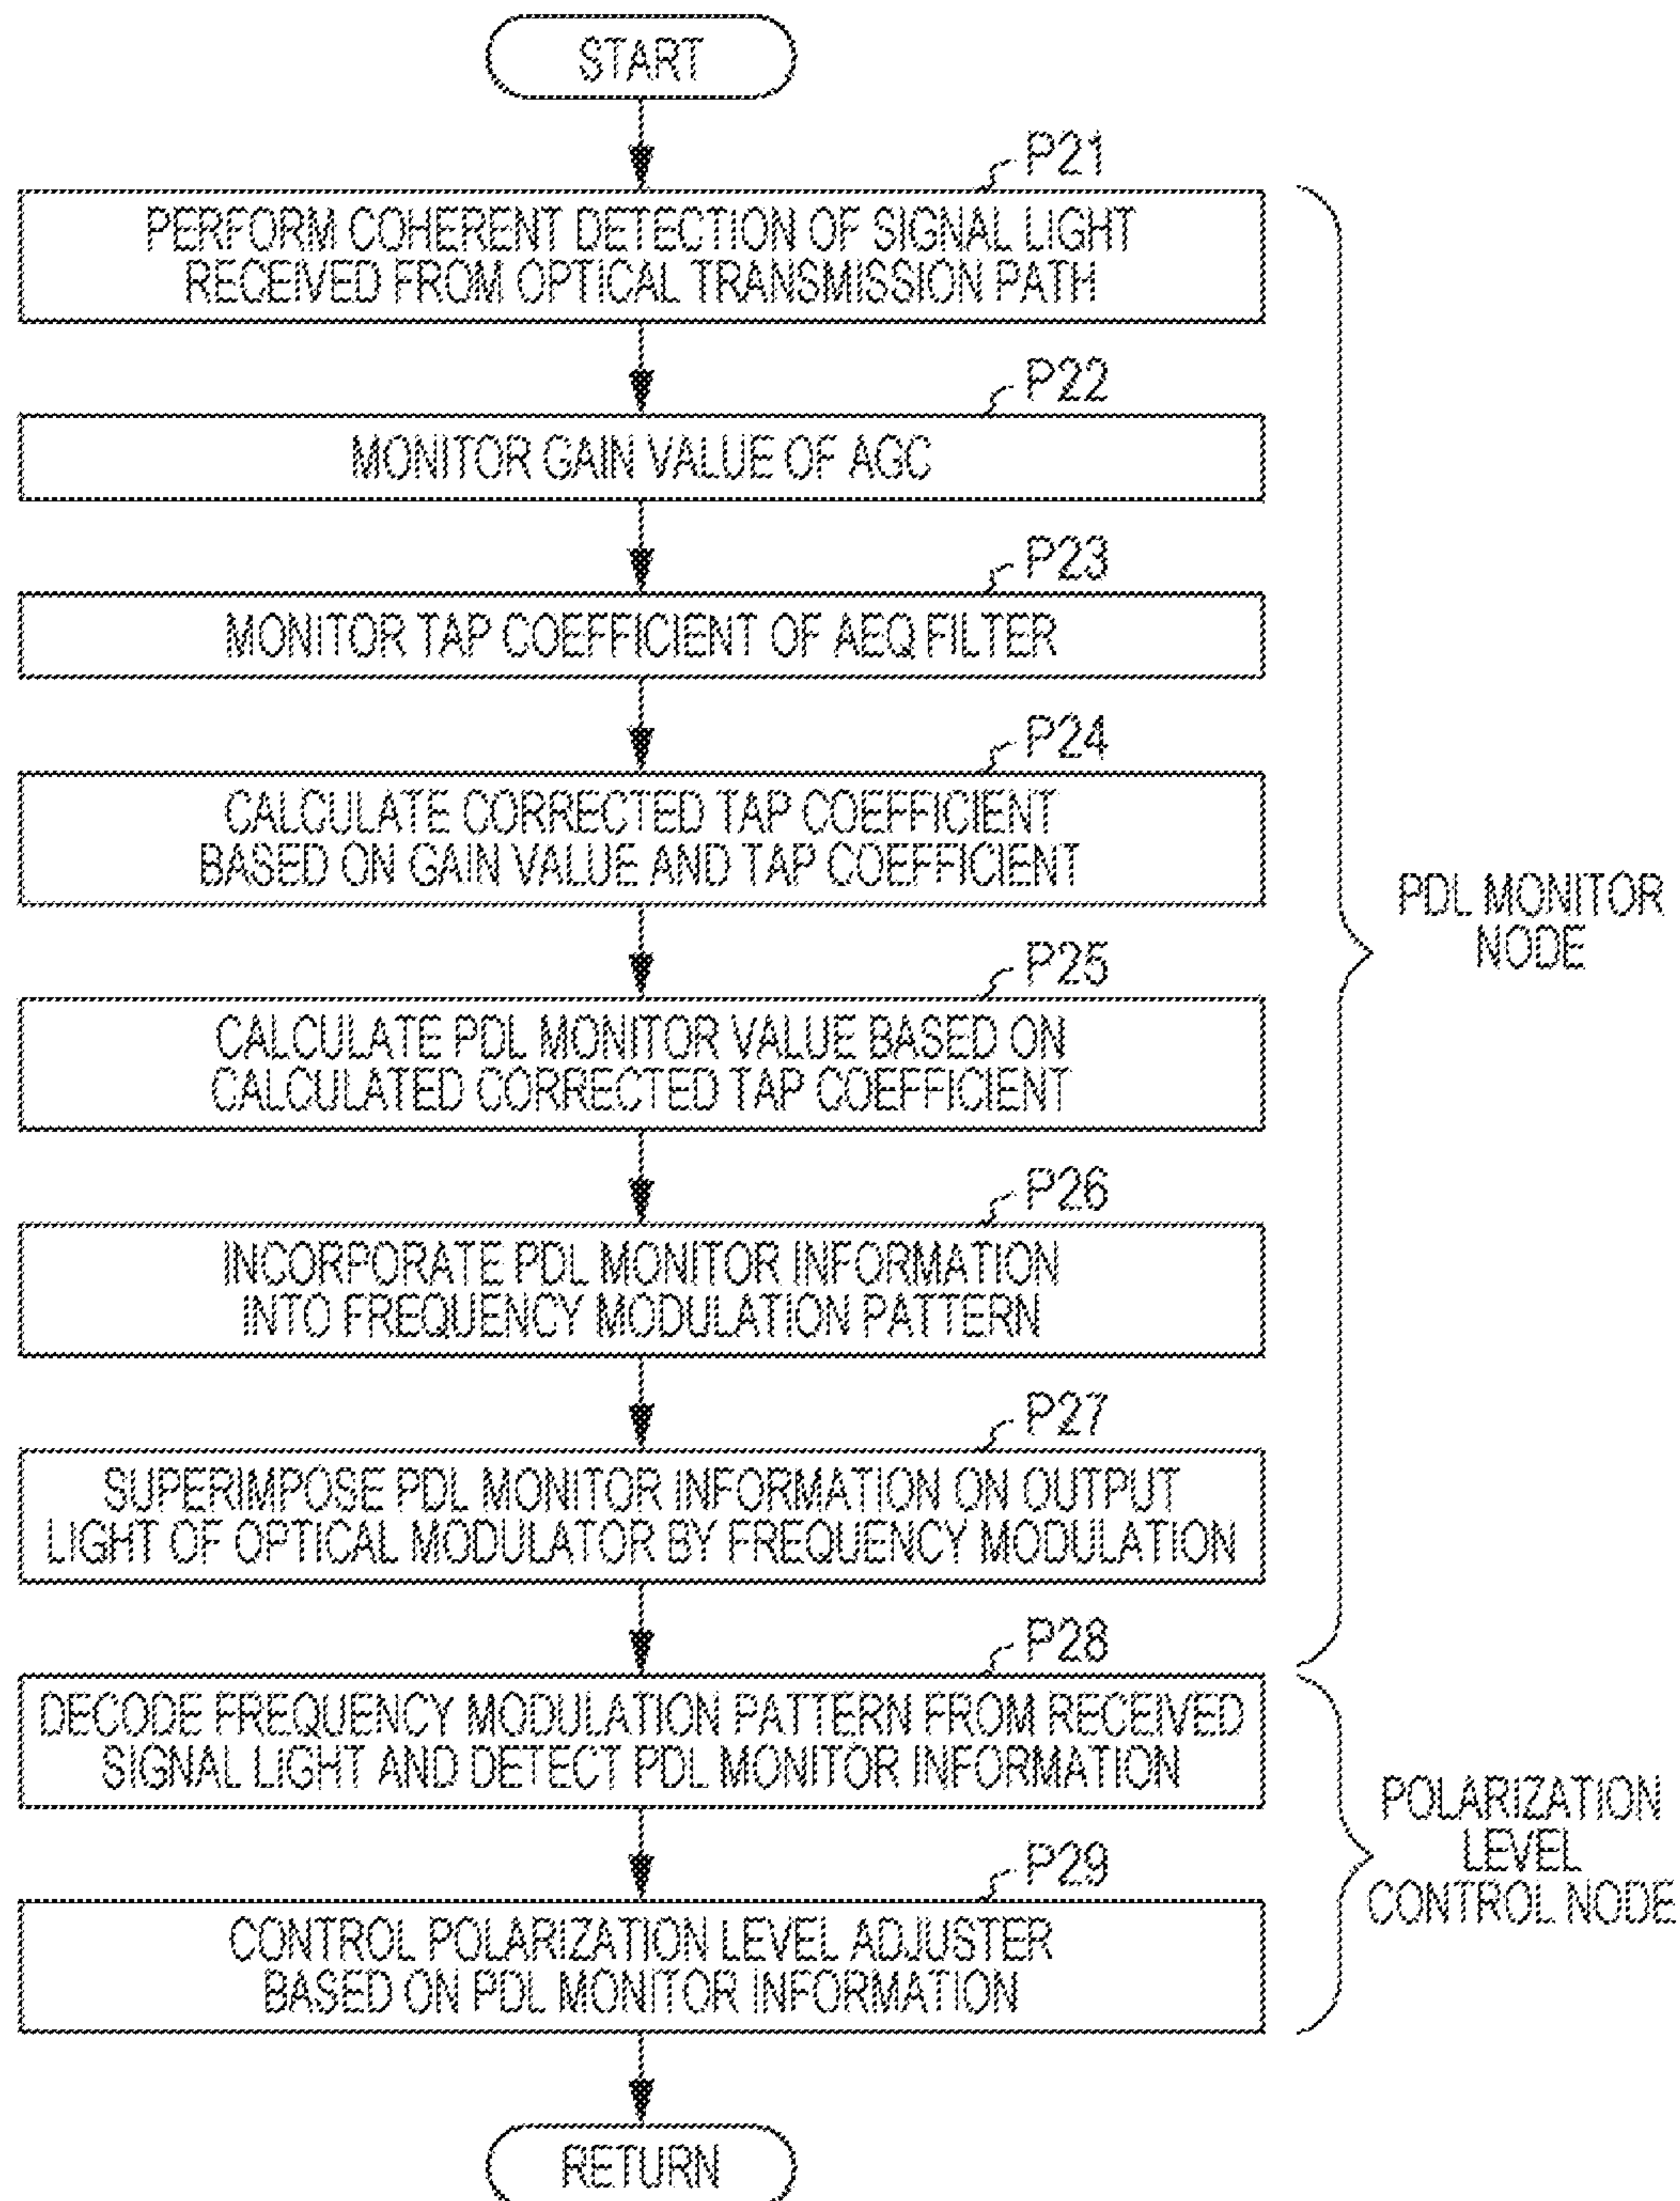 START
P21
PERFORM COHERENT DETECTION OF SIGNAL LIGHT
RECEIVED FROM OPTICAL TRANSMISSION PATH
P22
MONITOR GAIN VALUE OF AGC
P23
MONITOR TAP COEFFICIENT OF AEQ FILTER
P24
CALCULATE CORRECTED TAP COEFFICIENT
BASED ON GAIN VALUE AND TAP COEFFICIENT
PDL MONITOR
NODE
P25
CALCULATE PDL MONITOR VALUE BASED ON
CALCULATED CORRECTED TAP COEFFICIENT
P26
INCORPORATE PDL MONITOR INFORMATION
INTO FREQUENCY MODULATION PATTERN
P27
SUPERIMPOSE PDL MONITOR INFORMATION ON OUTPUT
LIGHT OF OPTICAL MODULATOR BY FREQUENCY MODULATION
P28
DECODE FREQUENCY MODULATION PATTERN FROM RECEIVED
SIGNAL LIGHT AND DETECT PDL MONITOR INFORMATION
POLARIZATION
LEVEL
CONTROL NODE
P29
CONTROL POLARIZATION LEVEL ADJUSTER
BASED ON PDL MONITOR INFORMATION
RETURN